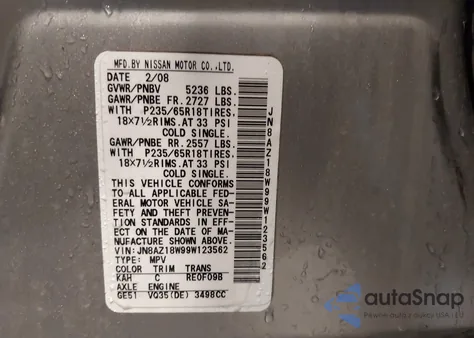 MFD.BY NISSAN MOTOR CO.,LTD.
DATE 2/08
GVWR/PNBV 5236 LBS.
GAWR/PNBE FR. 2727 LBS.
WITH P235/65R18TIRES.
18X7½RIMS.AT 33 PSI
COLD SINGLE.
GAWR/PNBE RR. 2557 LBS.
WITH P235/65R18TIRES.
18X7½RIMS.AT 33 PSI
COLD SINGLE.
THIS VEHICLE CONFORMS
TO ALL APPLICABLE FED-
ERAL MOTOR VEHICLE SA-
FETY AND THEFT PREVEN-
TION STANDARDS IN EFF-
ECT ON THE DATE OF MA-
NUFACTURE SHOWN ABOVE.
VIN: JN8AZ18W99W123562
TYPE: MPV
COLOR TRIM TRANS
KAH C RE0F09B
AXLE ENGINE
GE51 VQ35(DE) 3498CC
JN8AZ18W99W123562
autoSnap